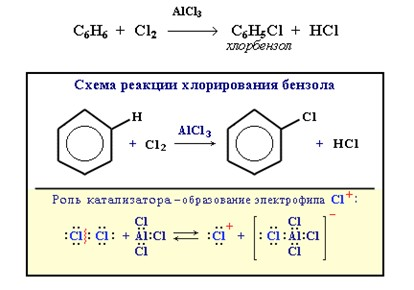 AlCl₃
C₆H₆ + Cl₂ → C₆H₅Cl + HCl
хлорбензол
Схема реакции хлорирования бензола
H + Cl₂ AlCl₃ → Cl + HCl
Роль катализатора – образование электрофила Cl⁺:
Cl Cl
:Cl :Cl: + Al:Cl ⇌ :Cl⁺ + [:Cl:Al:Cl]⁻
Cl Cl